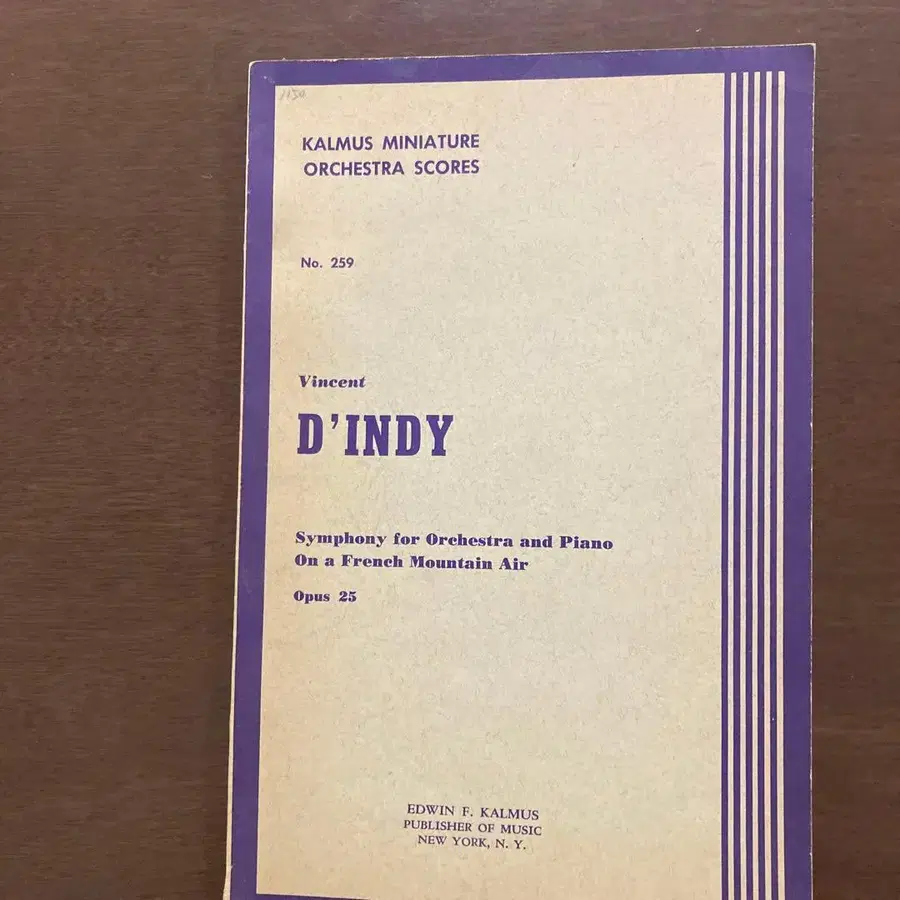 KALMUS MINIATURE
ORCHESTRA SCORES
No. 259
Vincent
D'INDY
Symphony for Orchestra and Piano
On a French Mountain Air
Opus 25
EDWIN F. KALMUS
PUBLISHER OF MUSIC
NEW YORK, N. Y.